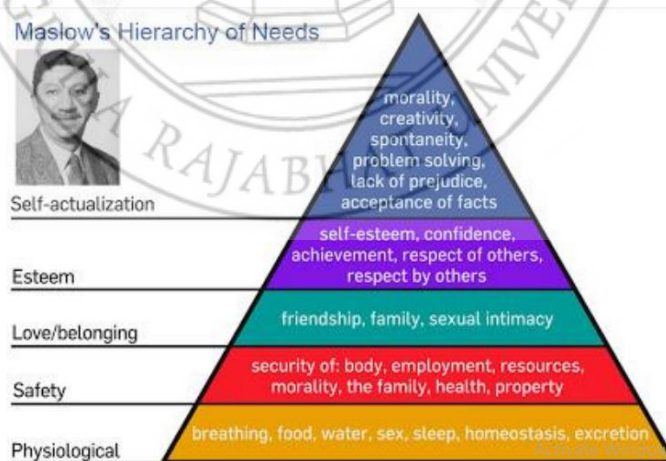 Maslow's Hierarchy of Needs
RAJABHA
UNIVE
morality,
creativity,
spontaneity,
problem solving,
lack of prejudice,
acceptance of facts
Self-actualization
self-esteem, confidence,
achievement, respect of others,
respect by others
Esteem
friendship, family, sexual intimacy
Love/belonging
security of: body, employment, resources,
morality, the family, health, property
Safety
breathing, food, water, sex, sleep, homeostasis, excretion
Physiological